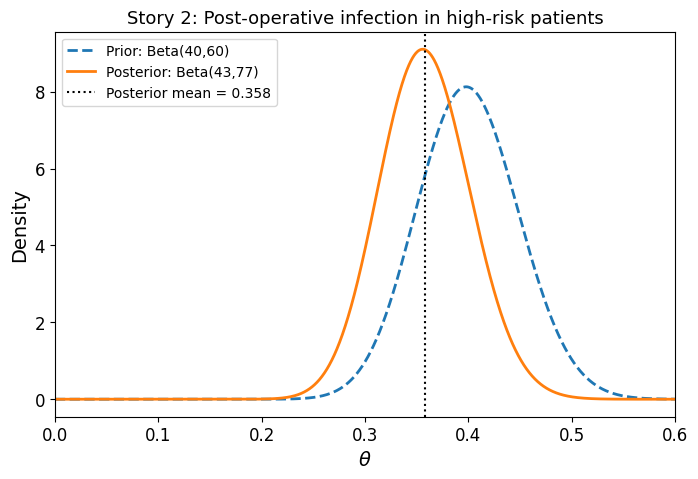 Story 2: Post-operative infection in high-risk patients
Prior: Beta(40,60)
Posterior: Beta(43,77)
Posterior mean = 0.358
Density
8
6
4
2
0
0.0 0.1 0.2 0.3 0.4 0.5 0.6
θ